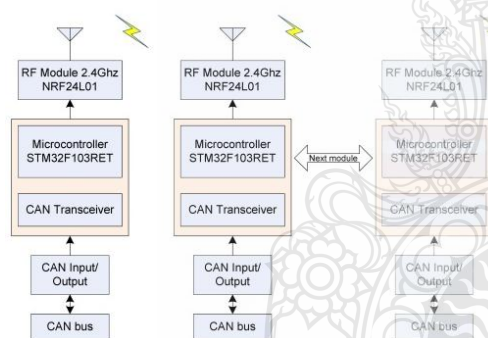 RF Module 2.4Ghz
NRF24L01
Microcontroller
STM32F103RET
CAN Transceiver
CAN Input/
Output
CAN bus
RF Module 2.4Ghz
NRF24L01
Microcontroller
STM32F103RET
CAN Transceiver
CAN Input/
Output
CAN bus
Next module
RF Module 2.4Ghz
NRF24L01
Microcontroller
STM32F103RET
CAN Transceiver
CAN Input/
Output
CAN bus